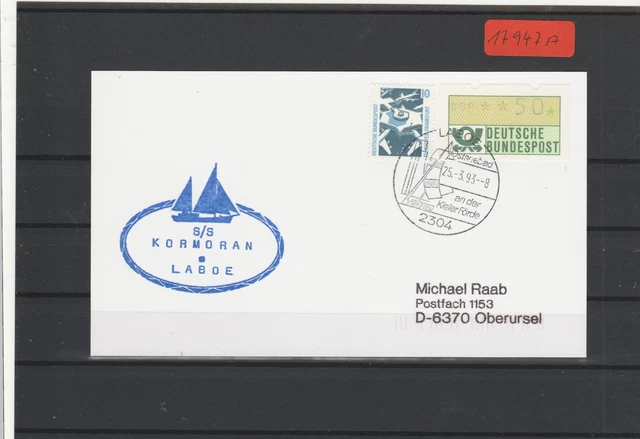 17947A
10
DEUTSCHE BUNDESPOST
**50*
DEUTSCHE
BUNDESPOST
LABOE
Ostseebad
25.-3.93--8
an der
Kieler Förde
2304
S/S
KORMORAN
LABOE
Michael Raab
Postfach 1153
D-6370 Oberursel